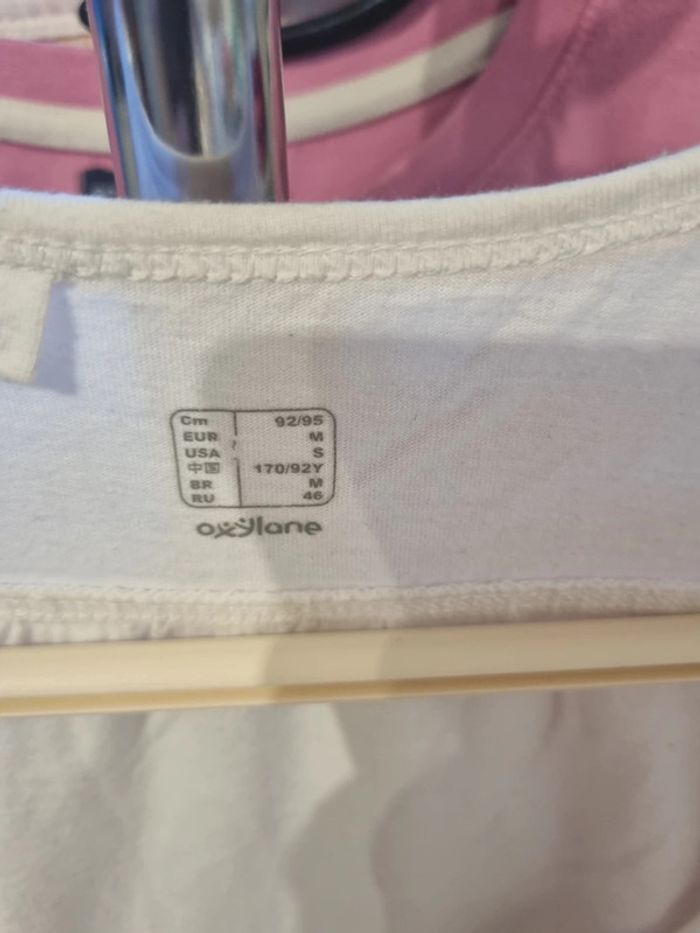 Cm 92/95
EUR M
USA S
中国 170/92Y
BR M
RU 46
oxylane